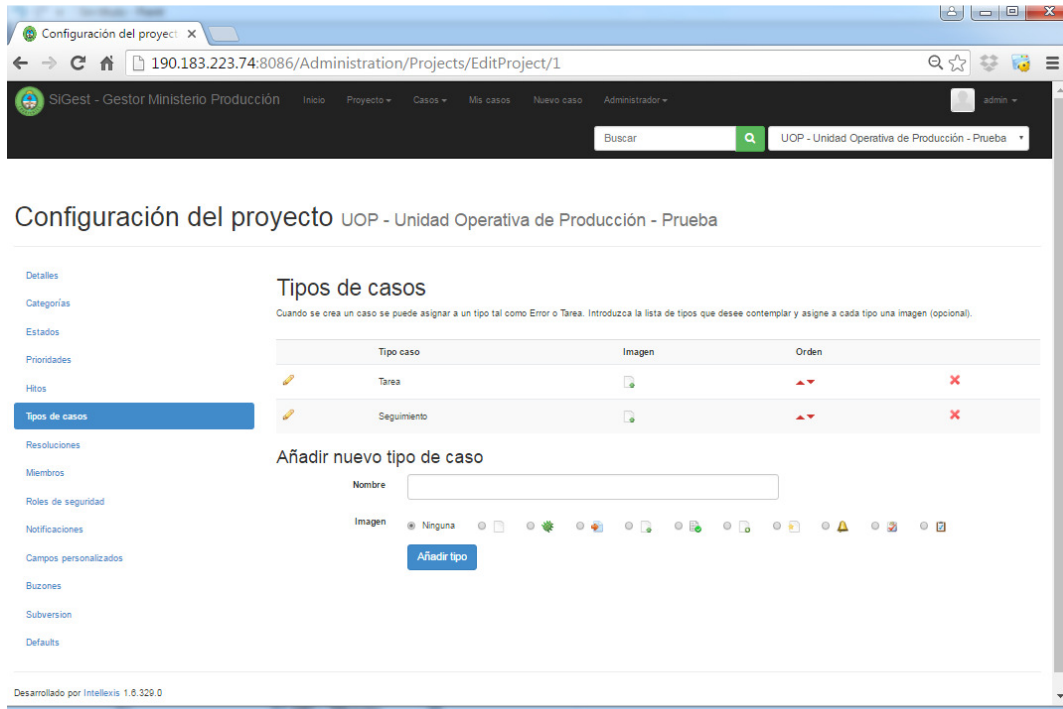 Configuración del proyect
190.183.223.74:8086/Administration/Projects/EditProject/1
SiGest - Gestor Ministerio Producción Inicio Proyecto Casos Mis casos Nuevo caso Administrador admin
Buscar UOP - Unidad Operativa de Producción - Prueba
Configuración del proyecto UOP - Unidad Operativa de Producción - Prueba
Detalles
Categorías
Estados
Prioridades
Hitos
Tipos de casos
Resoluciones
Miembros
Roles de seguridad
Notificaciones
Campos personalizados
Buzones
Subversion
Defaults
Tipos de casos
Cuando se crea un caso se puede asignar a un tipo tal como Error o Tarea. Introduzca la lista de tipos que desee contemplar y asigne a cada tipo una imagen (opcional).
Tipo caso Imagen Orden
Tarea
Seguimiento
Añadir nuevo tipo de caso
Nombre
Imagen Ninguna
Añadir tipo
Desarrollado por Intellexis 1.6.329.0